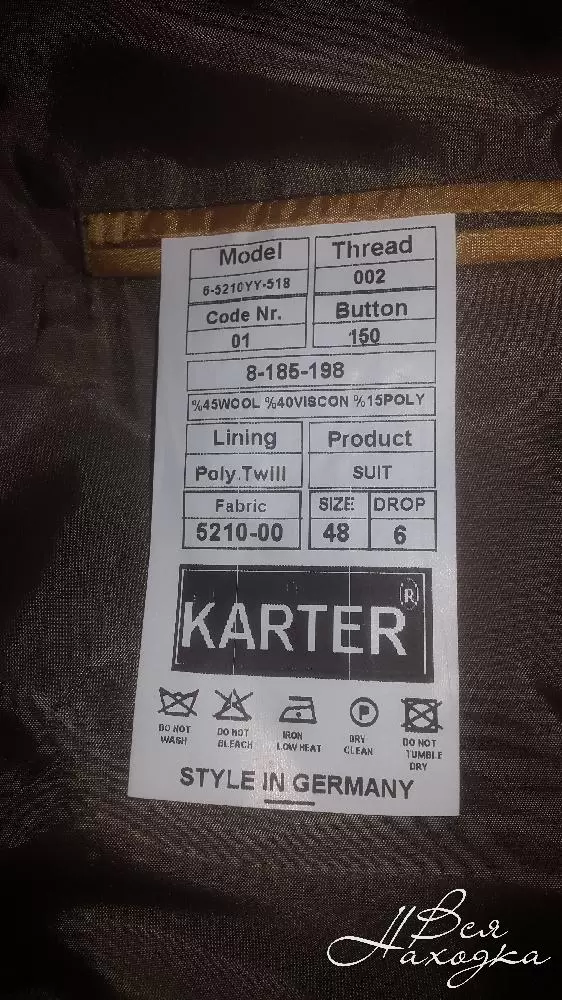 Model Thread
6-5210YY-518 002
Code Nr. Button
01 150
8-185-198
%45WOOL %40VISCON %15POLY
Lining Product
Poly.Twill SUIT
Fabric SIZE DROP
5210-00 48 6
KARTER ®
P
DO NOT WASH
DO NOT BLEACH
IRON LOW HEAT
DRY CLEAN
DO NOT TUMBLE DRY
STYLE IN GERMANY
Вся
Находка